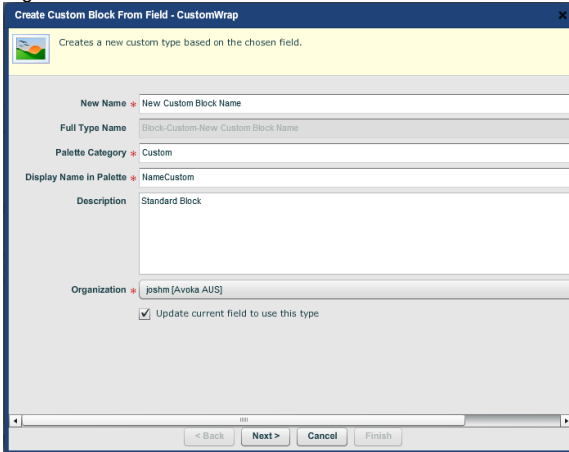 Create Custom Block From Field - CustomWrap
Creates a new custom type based on the chosen field.
New Name * New Custom Block Name
Full Type Name Block-Custom-New Custom Block Name
Palette Category * Custom
Display Name in Palette * NameCustom
Description Standard Block
Organization * joshm [Avoka AUS]
Update current field to use this type
< Back Next > Cancel Finish